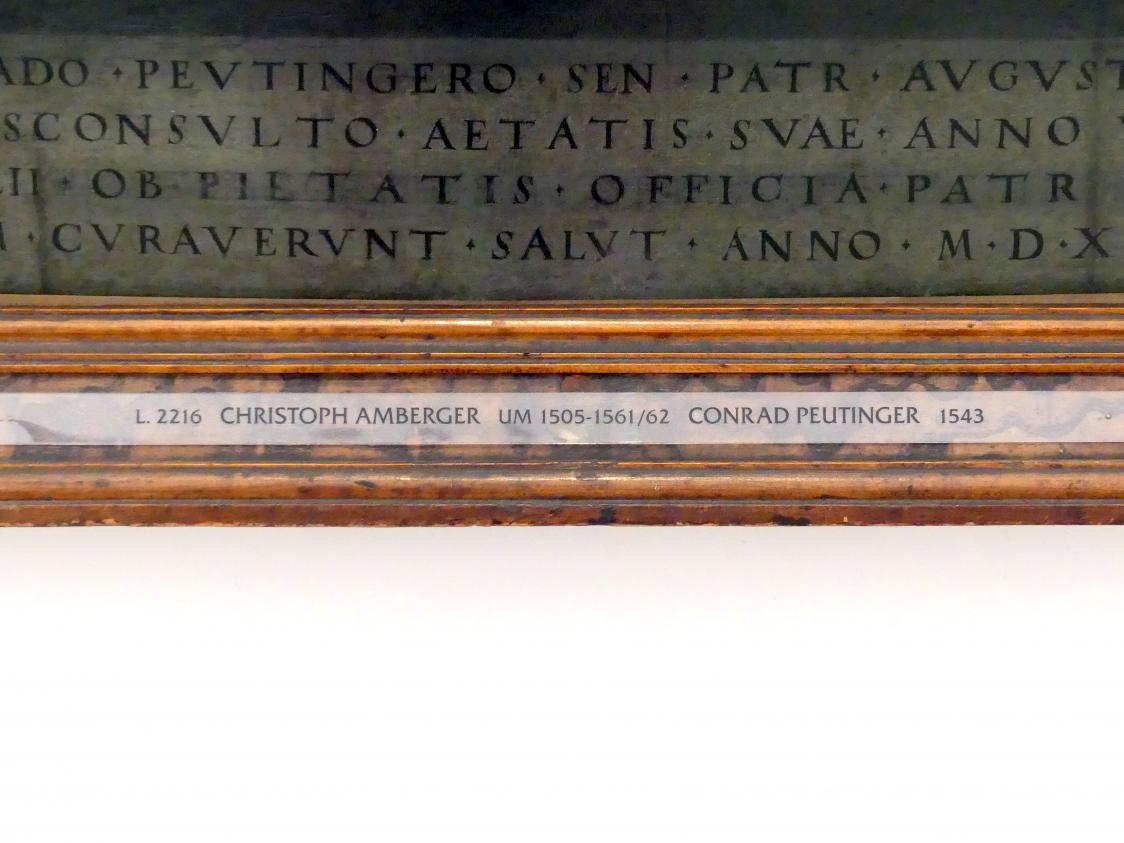 ADO · PEVTINGERO · SEN · PATR · AVGVST
SCONSVLTO · AETATIS · SVAE · ANNO
LII · OB PIETATIS · OFFICIA · PATR
· CVRAVERVNT · SALVT · ANNO · M · D · X
L. 2216 CHRISTOPH AMBERGER UM 1505-1561/62 CONRAD PEUTINGER 1543